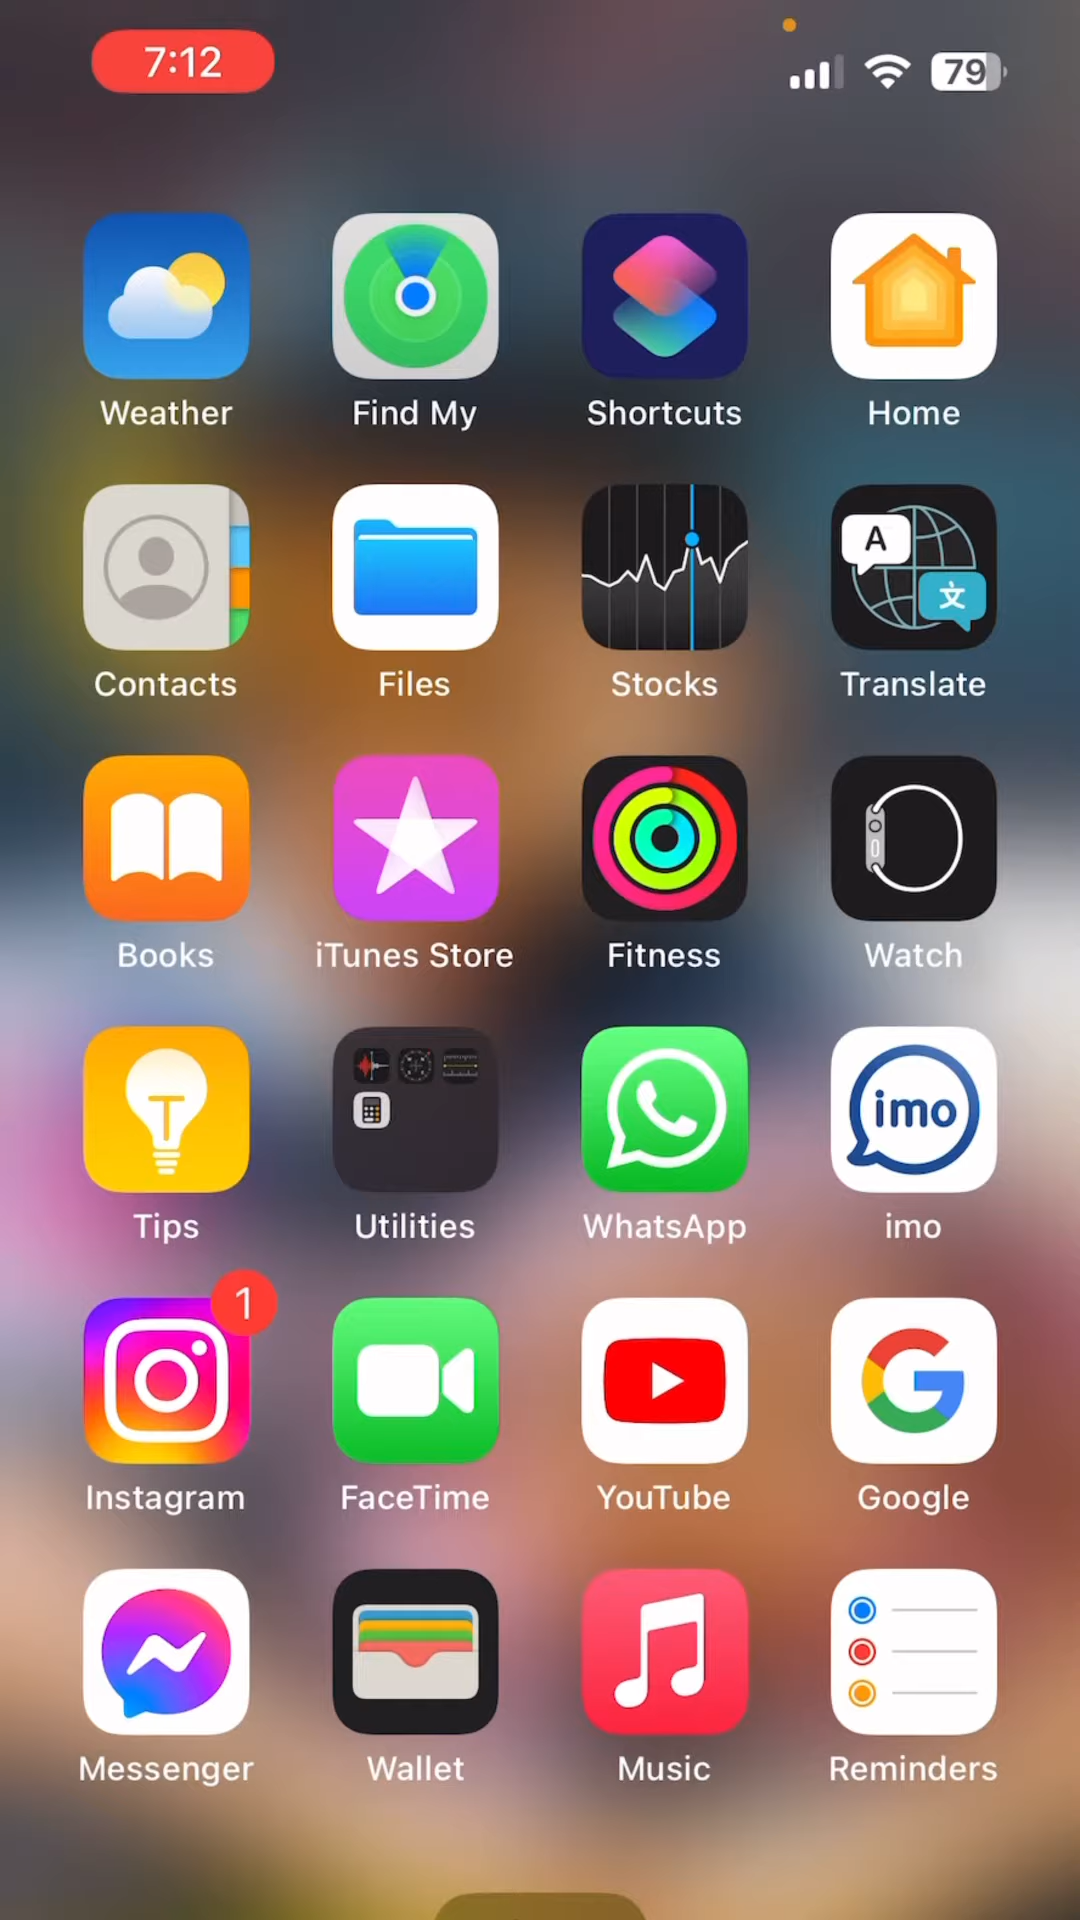 7:12
79
Weather Find My Shortcuts Home
A 文
Contacts Files Stocks Translate
Books iTunes Store Fitness Watch
imo
Tips Utilities WhatsApp imo
1
Instagram FaceTime YouTube Google
Messenger Wallet Music Reminders